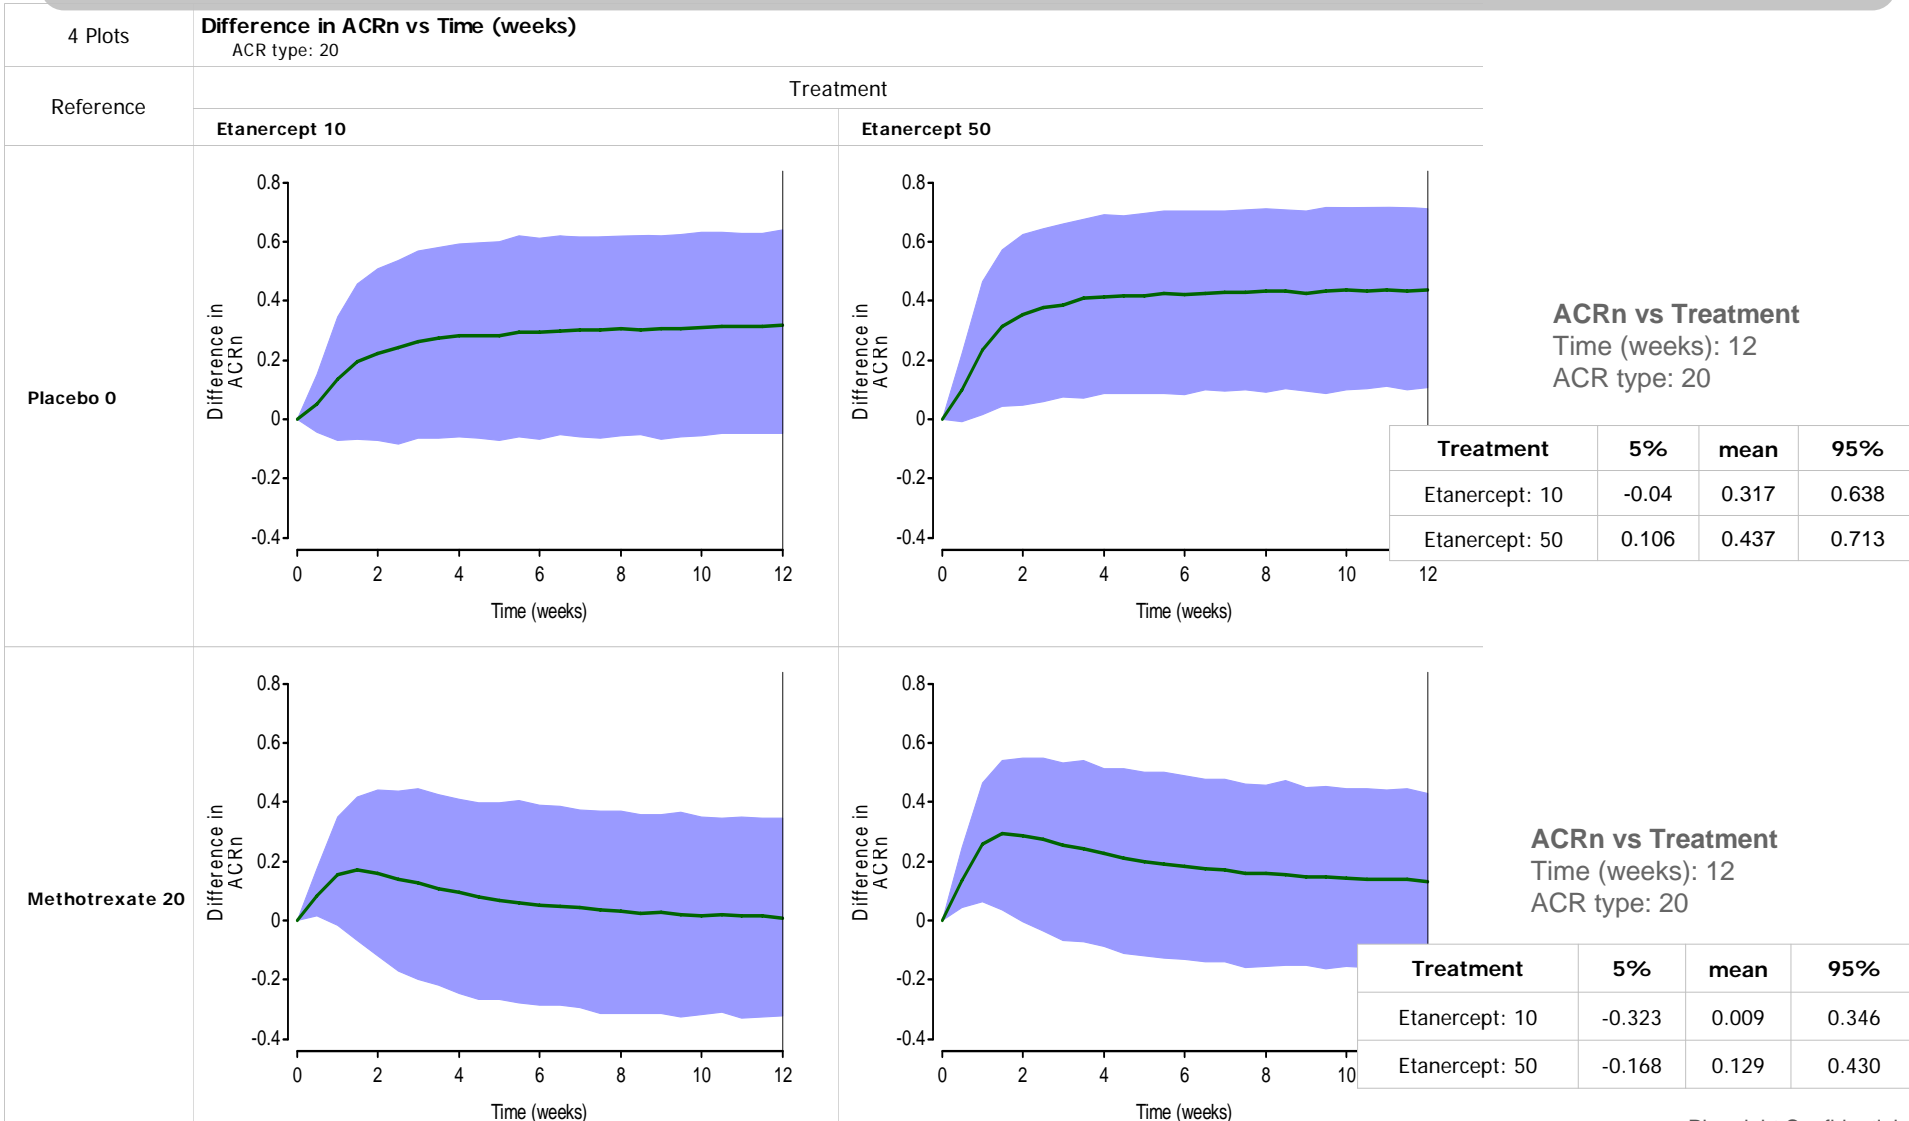 4 Plots
Difference in ACRn vs Time (weeks)
ACR type: 20
Reference
Treatment
Etanercept 10
Etanercept 50
Placebo 0
Difference in
ACRn
0.8
0.6
0.4
0.2
0
-0.2
-0.4
0 2 4 6 8 10 12
Time (weeks)
Difference in
ACRn
0.8
0.6
0.4
0.2
0
-0.2
-0.4
0 2 4 6 8 10 12
Time (weeks)
ACRn vs Treatment
Time (weeks): 12
ACR type: 20
Treatment 5% mean 95%
Etanercept: 10 -0.04 0.317 0.638
Etanercept: 50 0.106 0.437 0.713
Methotrexate 20
Difference in
ACRn
0.8
0.6
0.4
0.2
0
-0.2
-0.4
0 2 4 6 8 10 12
Time (weeks)
Difference in
ACRn
0.8
0.6
0.4
0.2
0
-0.2
-0.4
0 2 4 6 8 10
Time (weeks)
ACRn vs Treatment
Time (weeks): 12
ACR type: 20
Treatment 5% mean 95%
Etanercept: 10 -0.323 0.009 0.346
Etanercept: 50 -0.168 0.129 0.430